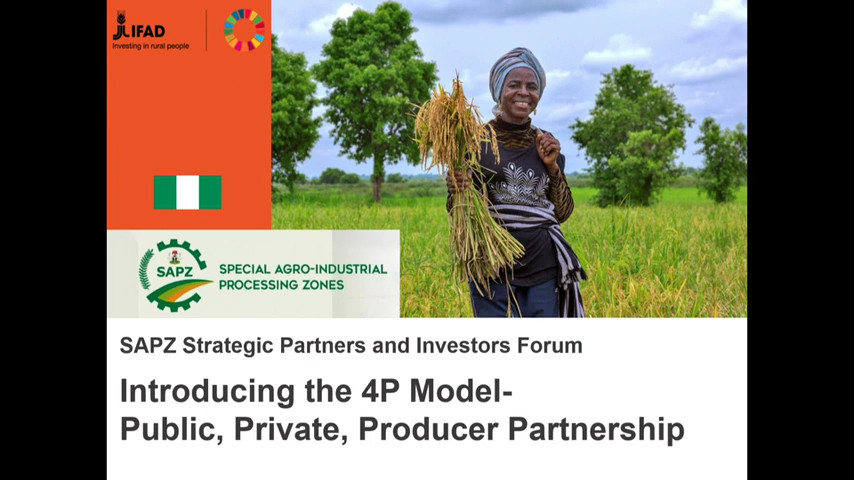 JLIFAD
Investing in rural people
SAPZ
SPECIAL AGRO-INDUSTRIAL
PROCESSING ZONES
SAPZ Strategic Partners and Investors Forum
Introducing the 4P Model-
Public, Private, Producer Partnership